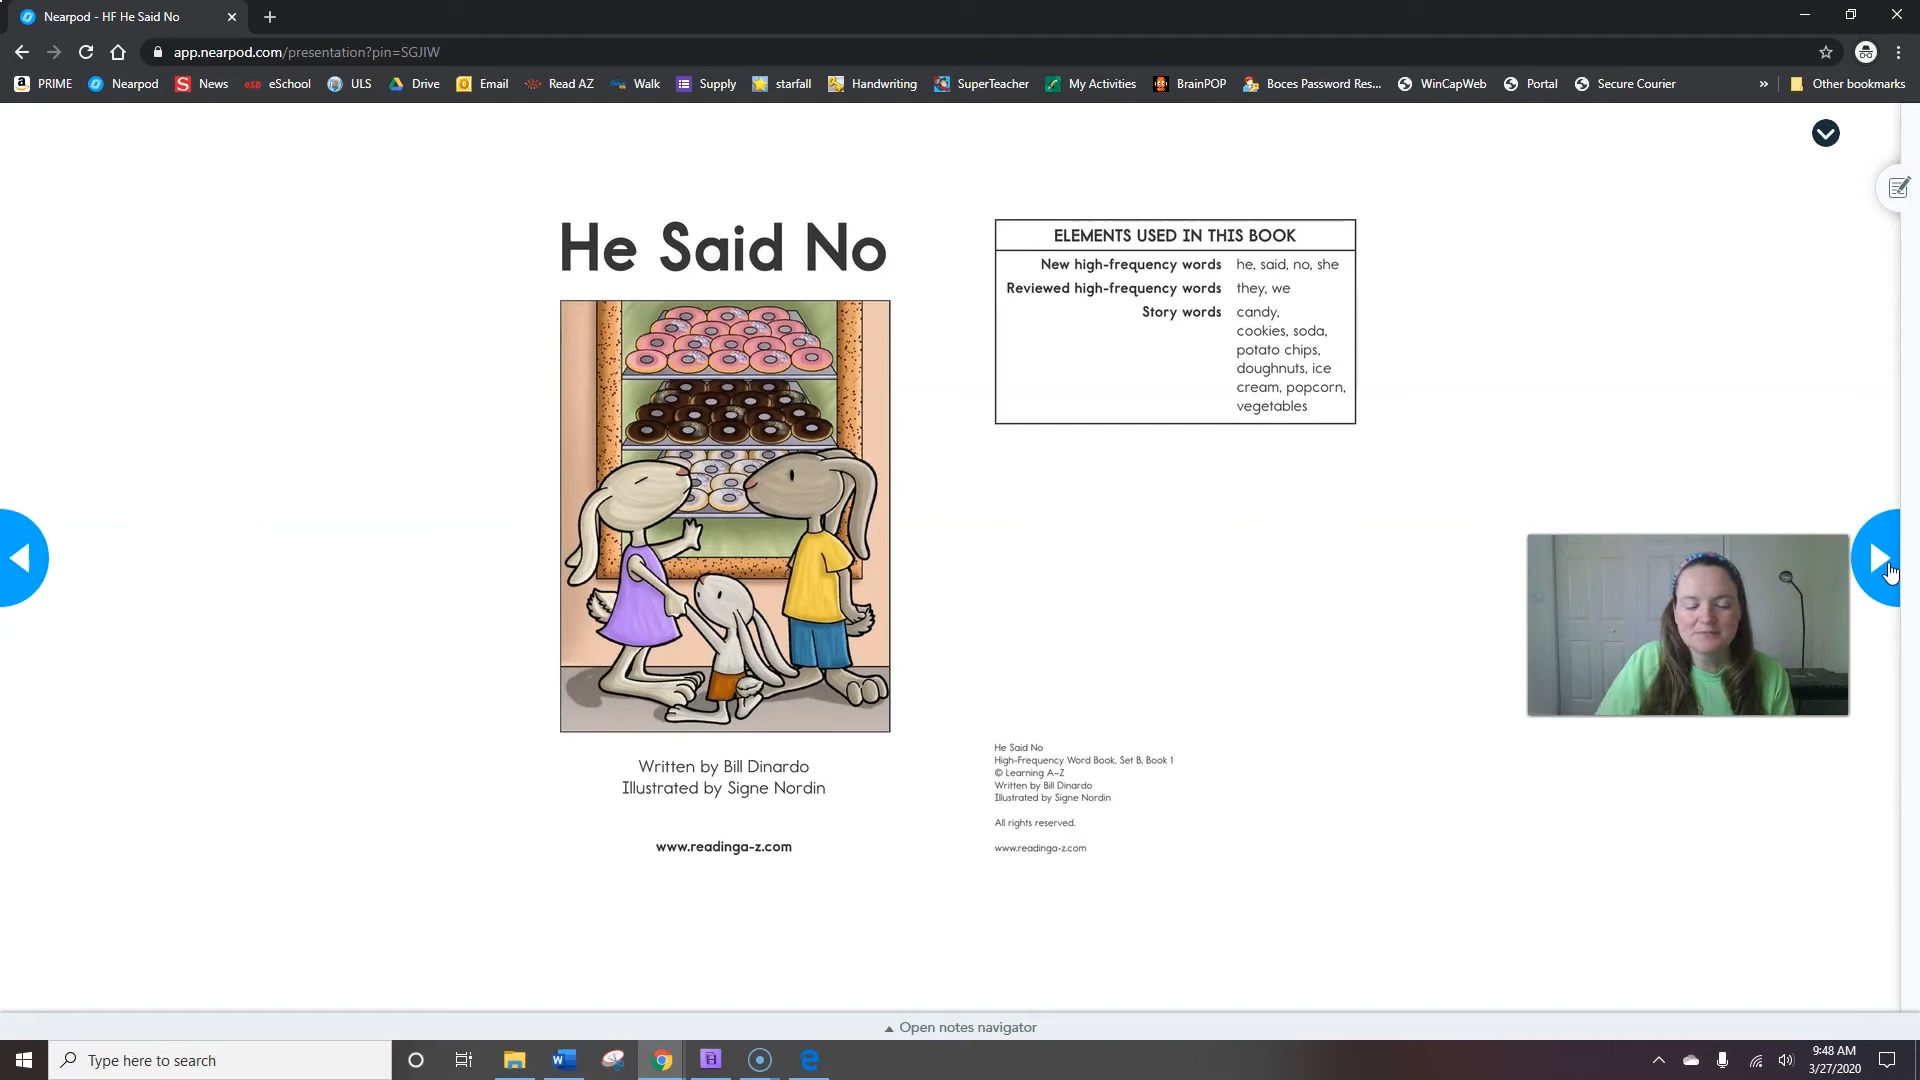 Nearpod - HF He Said No
app.nearpod.com/presentation?pin=SGJIW
PRIME Nearpod News eSchool ULS Drive Email Read AZ Walk Supply starfall Handwriting SuperTeacher My Activities BrainPOP Boces Password Res... WinCapWeb Portal Secure Courier » Other bookmarks
He Said No
Written by Bill Dinardo
Illustrated by Signe Nordin
www.readinga-z.com
ELEMENTS USED IN THIS BOOK
New high-frequency words he, said, no, she
Reviewed high-frequency words they, we
Story words candy,
cookies, soda,
potato chips,
doughnuts, ice
cream, popcorn,
vegetables
He Said No
High-Frequency Word Book, Set B, Book 1
© Learning A–Z
Written by Bill Dinardo
Illustrated by Signe Nordin
All rights reserved.
www.readinga-z.com
Open notes navigator
Type here to search
9:48 AM
3/27/2020